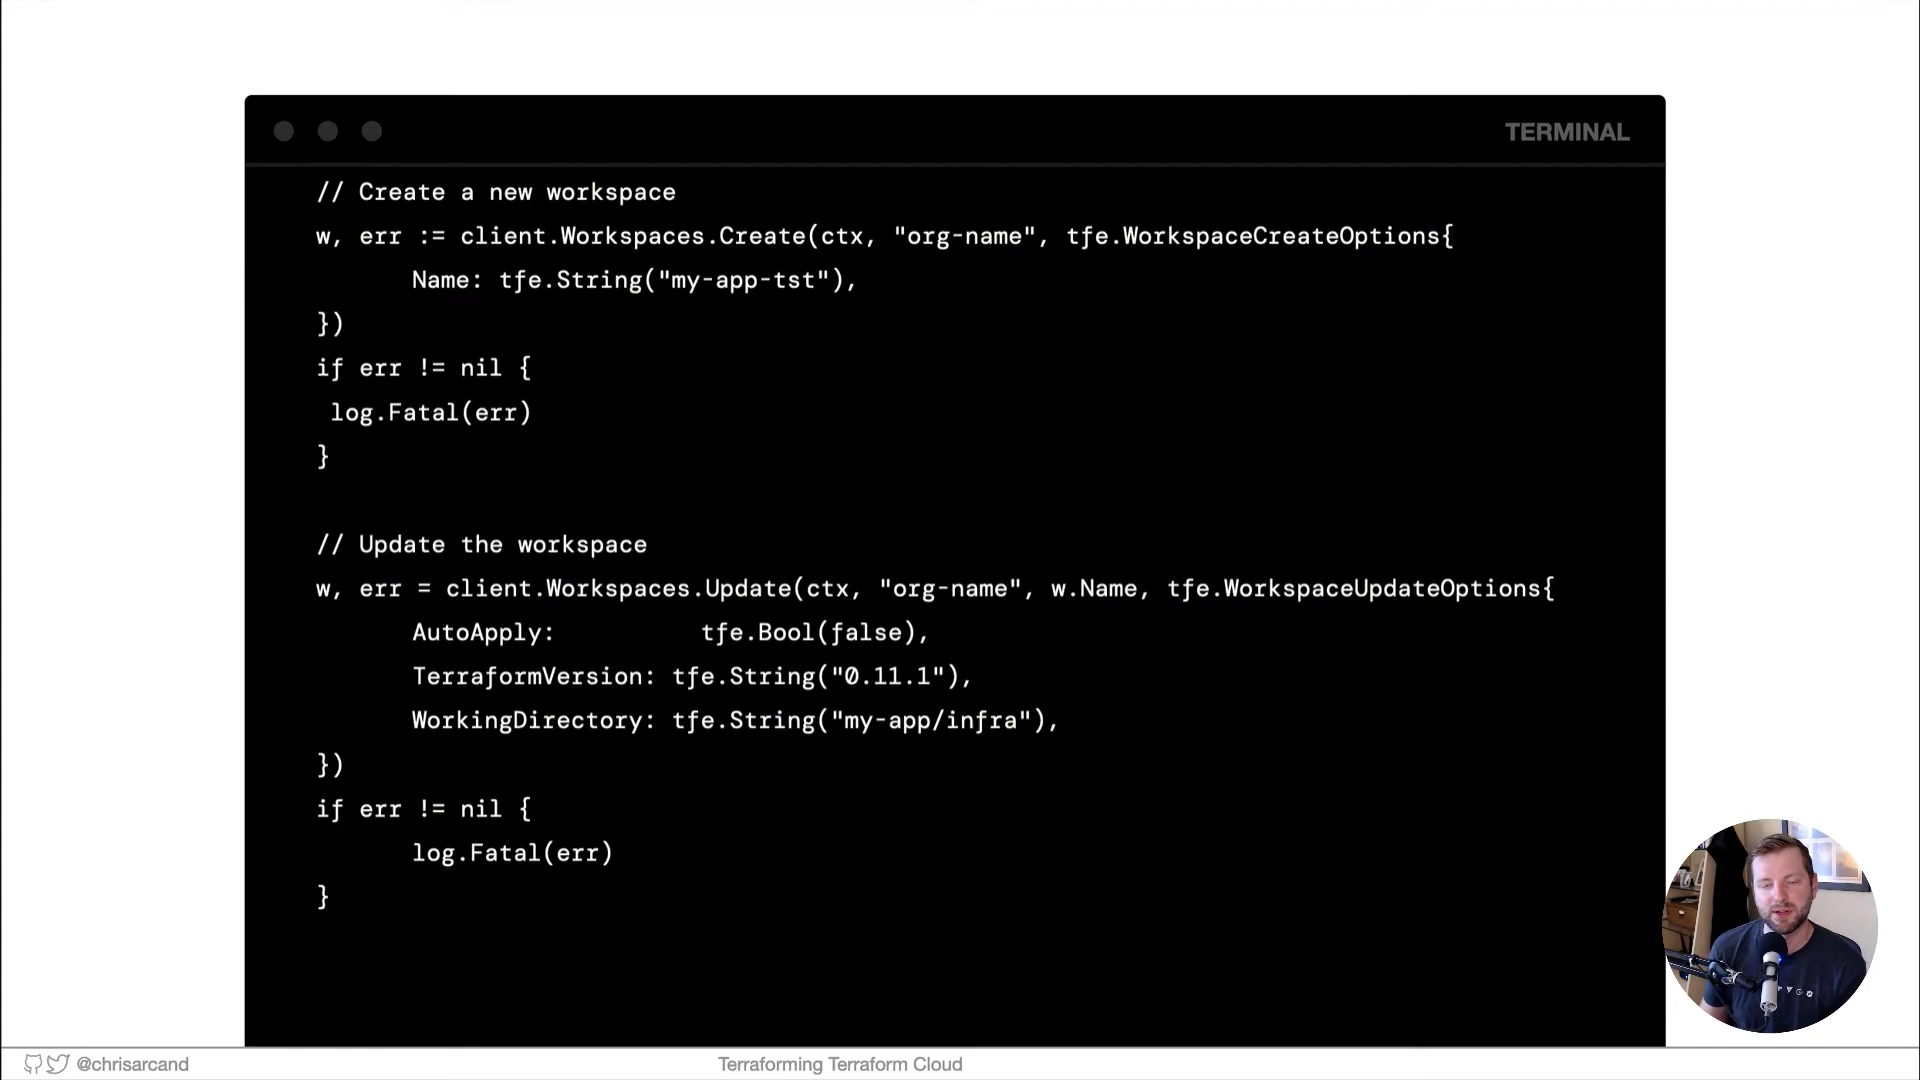 TERMINAL
// Create a new workspace
w, err := client.Workspaces.Create(ctx, "org-name", tfe.WorkspaceCreateOptions{
Name: tfe.String("my-app-tst"),
})
if err != nil {
log.Fatal(err)
}
// Update the workspace
w, err = client.Workspaces.Update(ctx, "org-name", w.Name, tfe.WorkspaceUpdateOptions{
AutoApply: tfe.Bool(false),
TerraformVersion: tfe.String("0.11.1"),
WorkingDirectory: tfe.String("my-app/infra"),
})
if err != nil {
log.Fatal(err)
}
@chrisarcand
Terraforming Terraform Cloud